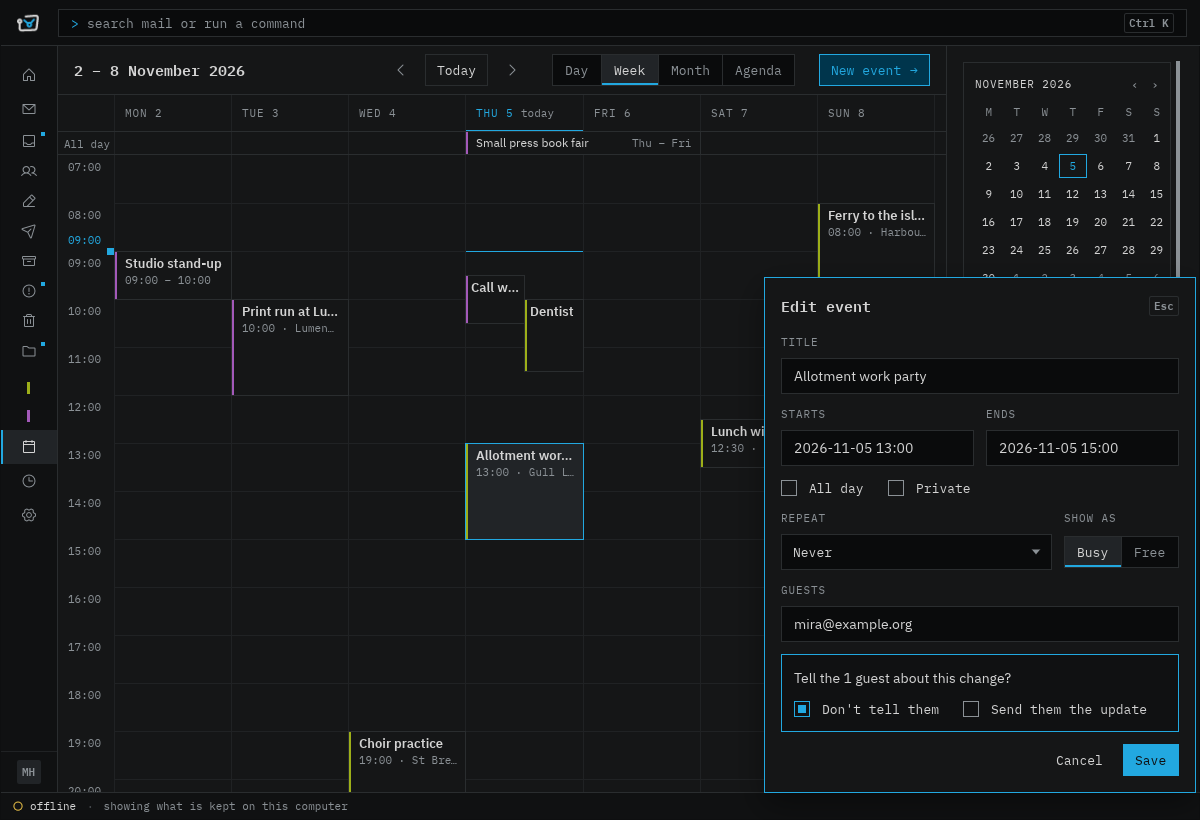 > search mail or run a command Ctrl K
2 – 8 November 2026 Today Day Week Month Agenda New event →
MON 2 TUE 3 WED 4 THU 5 today FRI 6 SAT 7 SUN 8
All day Small press book fair Thu – Fri
07:00
08:00
09:00
09:00
10:00
11:00
12:00
13:00
14:00
15:00
16:00
17:00
18:00
19:00
20:00
Studio stand-up
09:00 – 10:00
Print run at Lu…
10:00 · Lumen…
Choir practice
19:00 · St Bre…
Call w…
Dentist
Allotment wor…
13:00 · Gull L…
Lunch wi
12:30 ·
Ferry to the isl…
08:00 · Harbou…
NOVEMBER 2026 ‹ ›
M T W T F S S
26 27 28 29 30 31 1
2 3 4 5 6 7 8
9 10 11 12 13 14 15
16 17 18 19 20 21 22
23 24 25 26 27 28 29
30 1 2 3 4 5 6
Edit event Esc
TITLE
Allotment work party
STARTS ENDS
2026-11-05 13:00 2026-11-05 15:00
All day Private
REPEAT SHOW AS
Never Busy Free
GUESTS
mira@example.org
Tell the 1 guest about this change?
Don't tell them Send them the update
Cancel Save
MH
offline · showing what is kept on this computer